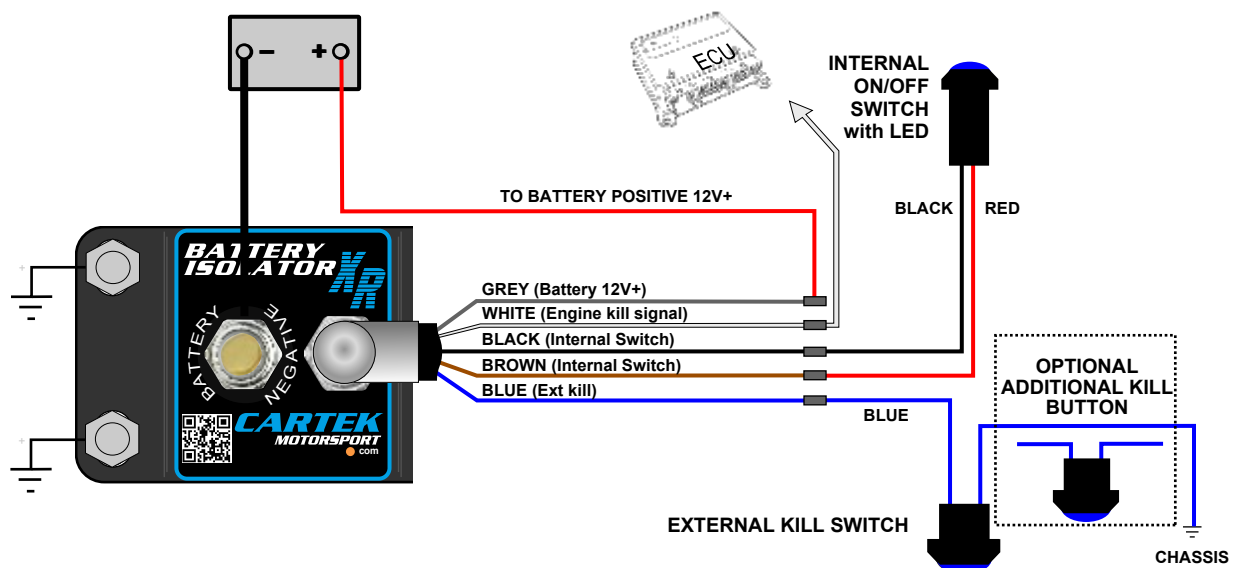 − +
ECU
INTERNAL
ON/OFF
SWITCH
with LED
TO BATTERY POSITIVE 12V+
BLACK RED
BATTERY
ISOLATOR XR
BATTERY NEGATIVE
CARTEK
MOTORSPORT
com
GREY (Battery 12V+)
WHITE (Engine kill signal)
BLACK (Internal Switch)
BROWN (Internal Switch)
BLUE (Ext kill)
BLUE
OPTIONAL
ADDITIONAL KILL
BUTTON
EXTERNAL KILL SWITCH
CHASSIS